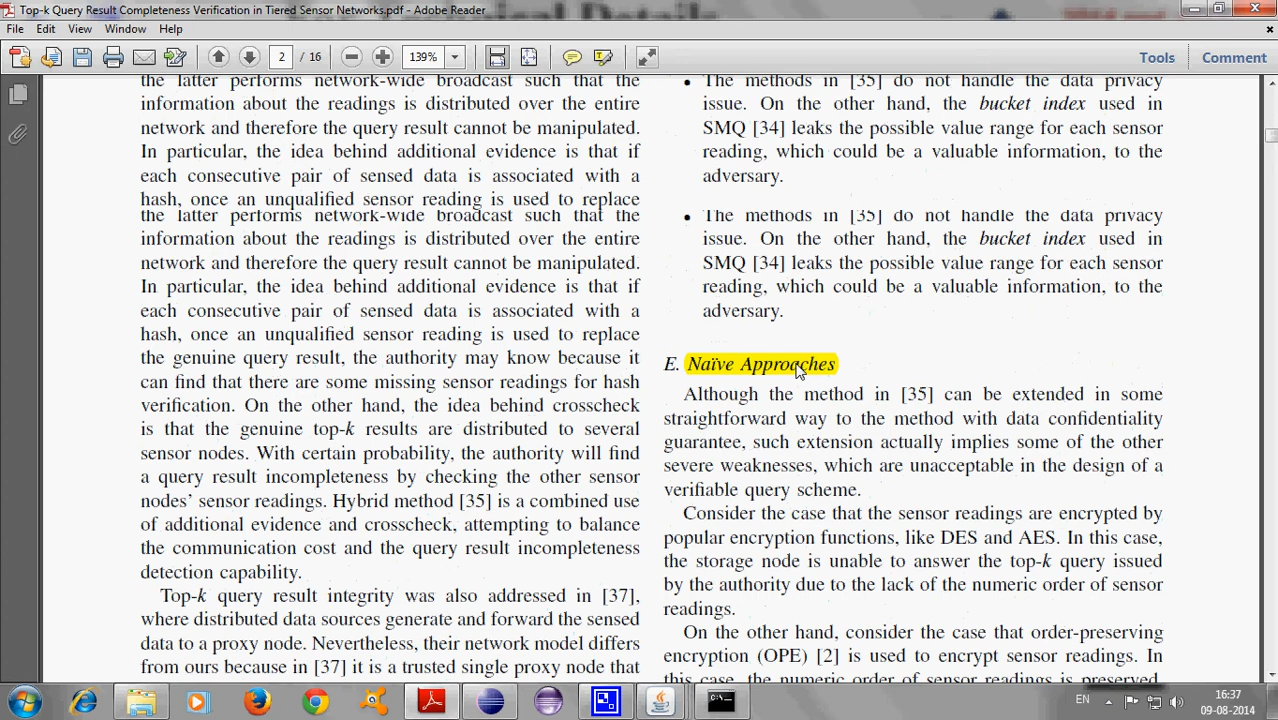 Top-k Query Result Completeness Verification in Tiered Sensor Networks.pdf - Adobe Reader
File Edit View Window Help
2 / 16 139% Tools Comment
the latter performs network-wide broadcast such that the
information about the readings is distributed over the entire
network and therefore the query result cannot be manipulated.
In particular, the idea behind additional evidence is that if
each consecutive pair of sensed data is associated with a
hash, once an unqualified sensor reading is used to replace
the latter performs network-wide broadcast such that the
information about the readings is distributed over the entire
network and therefore the query result cannot be manipulated.
In particular, the idea behind additional evidence is that if
each consecutive pair of sensed data is associated with a
hash, once an unqualified sensor reading is used to replace
the genuine query result, the authority may know because it
can find that there are some missing sensor readings for hash
verification. On the other hand, the idea behind crosscheck
is that the genuine top-k results are distributed to several
sensor nodes. With certain probability, the authority will find
a query result incompleteness by checking the other sensor
nodes' sensor readings. Hybrid method [35] is a combined use
of additional evidence and crosscheck, attempting to balance
the communication cost and the query result incompleteness
detection capability.
Top-k query result integrity was also addressed in [37],
where distributed data sources generate and forward the sensed
data to a proxy node. Nevertheless, their network model differs
from ours because in [37] it is a trusted single proxy node that
• The methods in [35] do not handle the data privacy
issue. On the other hand, the bucket index used in
SMQ [34] leaks the possible value range for each sensor
reading, which could be a valuable information, to the
adversary.
• The methods in [35] do not handle the data privacy
issue. On the other hand, the bucket index used in
SMQ [34] leaks the possible value range for each sensor
reading, which could be a valuable information, to the
adversary.
E. Naïve Approaches
Although the method in [35] can be extended in some
straightforward way to the method with data confidentiality
guarantee, such extension actually implies some of the other
severe weaknesses, which are unacceptable in the design of a
verifiable query scheme.
Consider the case that the sensor readings are encrypted by
popular encryption functions, like DES and AES. In this case,
the storage node is unable to answer the top-k query issued
by the authority due to the lack of the numeric order of sensor
readings.
On the other hand, consider the case that order-preserving
encryption (OPE) [2] is used to encrypt sensor readings. In
this case, the numeric order of sensor readings is preserved.
EN 16:37
09-08-2014